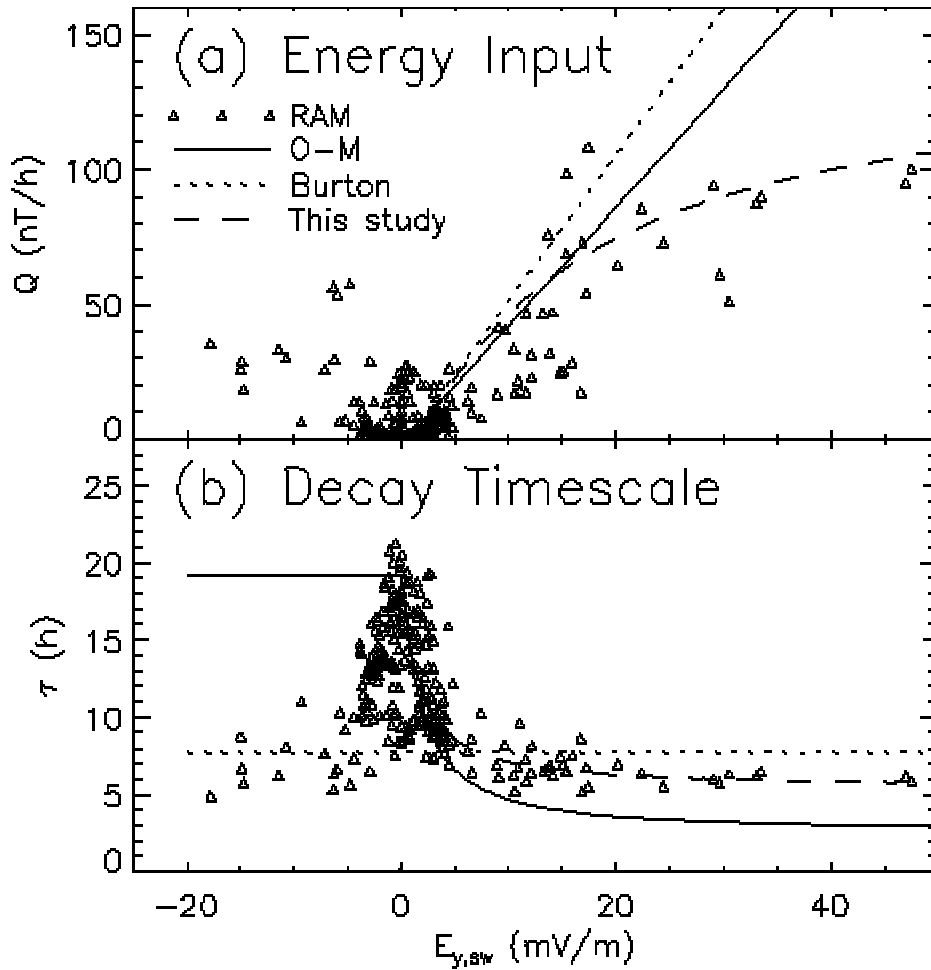 (a) Energy Input
RAM
O-M
Burton
This study
Q (nT/h)
150
100
50
0
(b) Decay Timescale
τ (h)
25
20
15
10
5
0
-20 0 20 40
E_y,sw (mV/m)